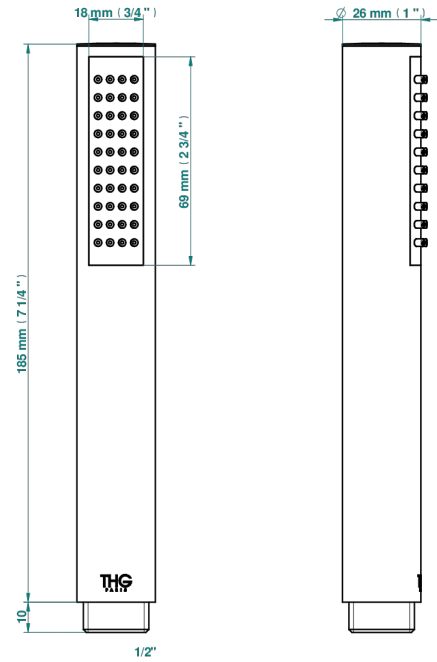 18 mm ( 3/4 " )
Ø 26 mm ( 1 " )
69 mm ( 2 3/4 " )
185 mm ( 7 1/4 " )
THG
PARIS
10
1/2"